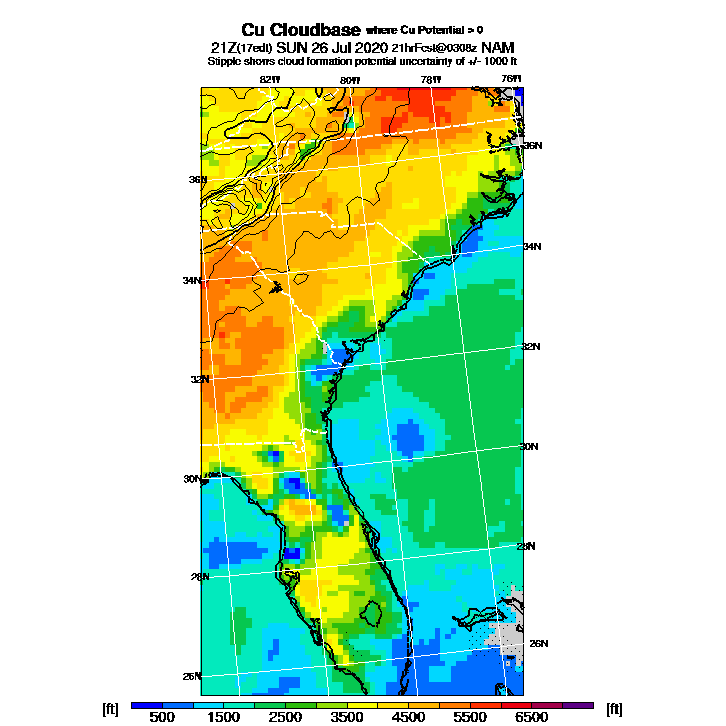 Cu Cloudbase where Cu Potential > 0
21Z(17edt) SUN 26 Jul 2020 21hrFcst@0308z NAM
Stipple shows cloud formation potential uncertainty of +/- 1000 ft
82W 80W 78W 76W
36N 36N
34N 34N
32N 32N
30N 30N
28N 28N
26N 26N
[ft] 500 1500 2500 3500 4500 5500 6500 [ft]